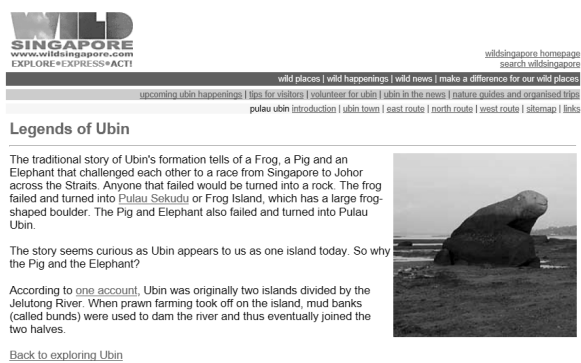 WILD
SINGAPORE
www.wildsingapore.com
EXPLORE●EXPRESS●ACT!
wildsingapore homepage
search wildsingapore
wild places | wild happenings | wild news | make a difference for our wild places
upcoming ubin happenings | tips for visitors | volunteer for ubin | ubin in the news | nature guides and organised trips
pulau ubin introduction | ubin town | east route | north route | west route | sitemap | links
Legends of Ubin
The traditional story of Ubin's formation tells of a Frog, a Pig and an
Elephant that challenged each other to a race from Singapore to Johor
across the Straits. Anyone that failed would be turned into a rock. The frog
failed and turned into Pulau Sekudu or Frog Island, which has a large frog-
shaped boulder. The Pig and Elephant also failed and turned into Pulau
Ubin.
The story seems curious as Ubin appears to us as one island today. So why
the Pig and the Elephant?
According to one account, Ubin was originally two islands divided by the
Jelutong River. When prawn farming took off on the island, mud banks
(called bunds) were used to dam the river and thus eventually joined the
two halves.
Back to exploring Ubin